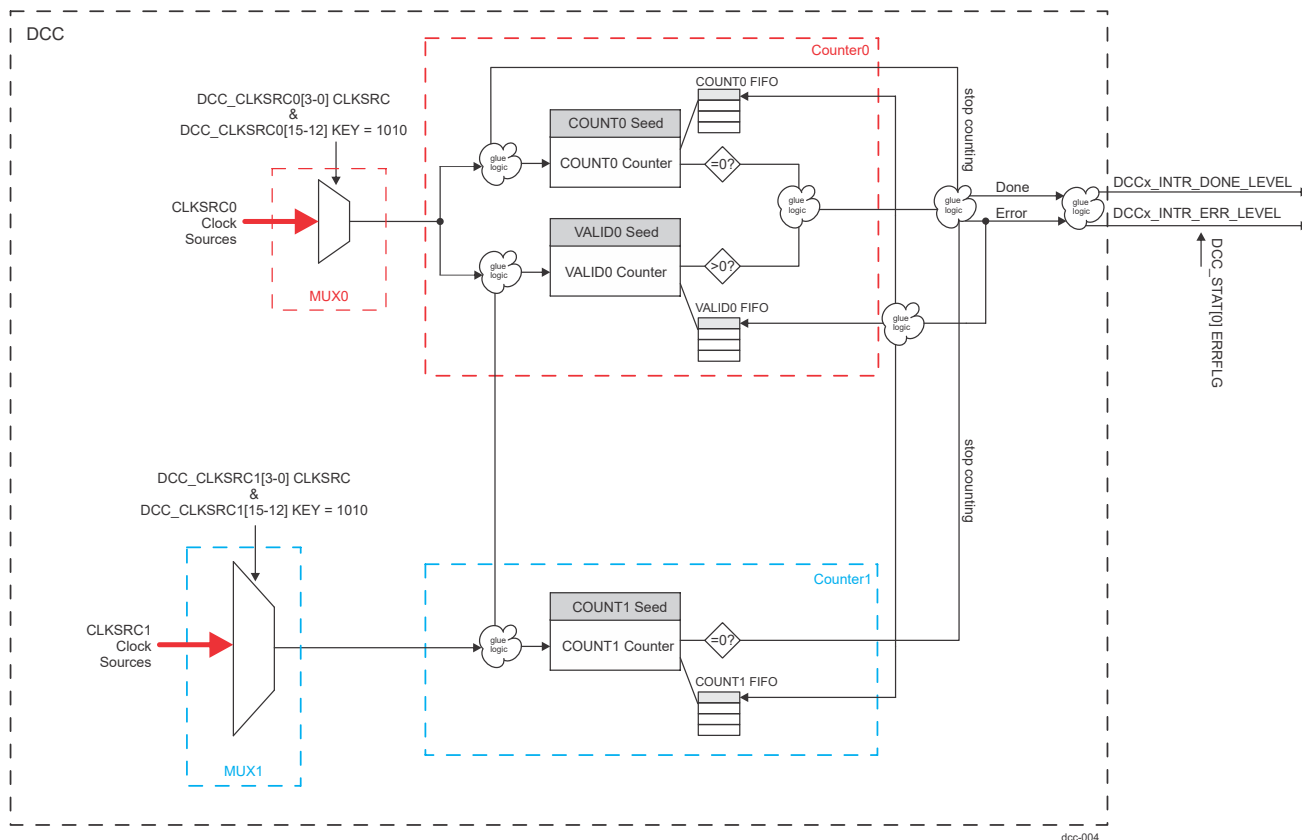 DCC
Counter0
COUNT0 FIFO
DCC_CLKSRC0[3-0] CLKSRC
&
DCC_CLKSRC0[15-12] KEY = 1010
stop counting
COUNT0 Seed
glue
logic
COUNT0 Counter
=0?
CLKSRC0
Clock
Sources
MUX0
glue
logic
glue
logic
Done
Error
glue
logic
DCCx_INTR_DONE_LEVEL
DCCx_INTR_ERR_LEVEL
VALID0 Seed
glue
logic
VALID0 Counter
>0?
DCC_STAT[0] ERRFLG
VALID0 FIFO
glue
logic
stop counting
DCC_CLKSRC1[3-0] CLKSRC
&
DCC_CLKSRC1[15-12] KEY = 1010
Counter1
COUNT1 Seed
CLKSRC1
Clock
Sources
glue
logic
COUNT1 Counter
=0?
COUNT1 FIFO
MUX1
dcc-004